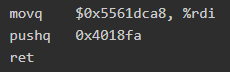 movq $0x5561dca8, %rdi
pushq 0x4018fa
ret